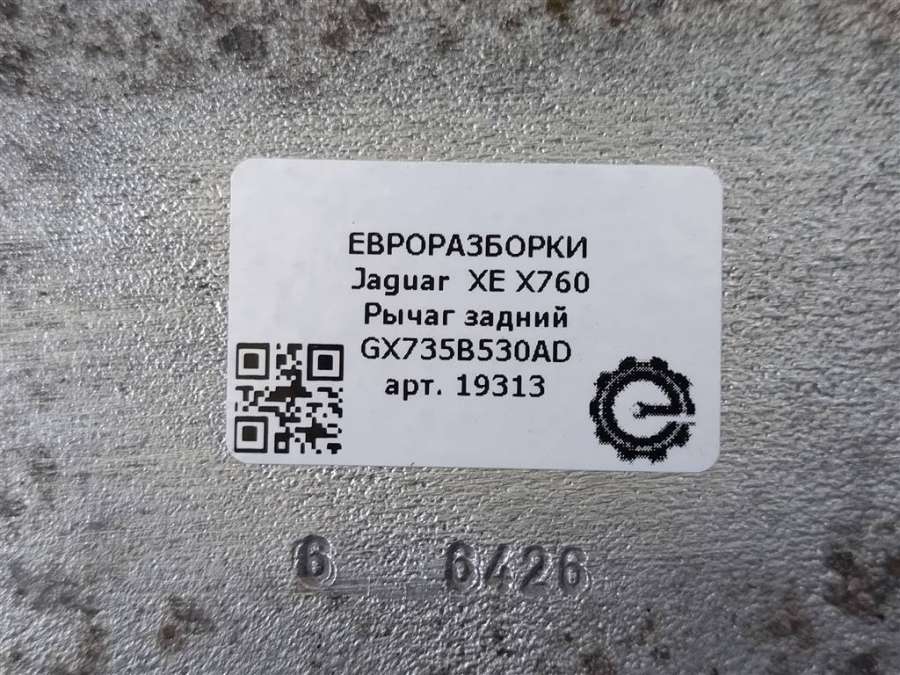 ЕВРОРАЗБОРКИ
Jaguar XE X760
Рычаг задний
GX735B530AD
арт. 19313
6 6426